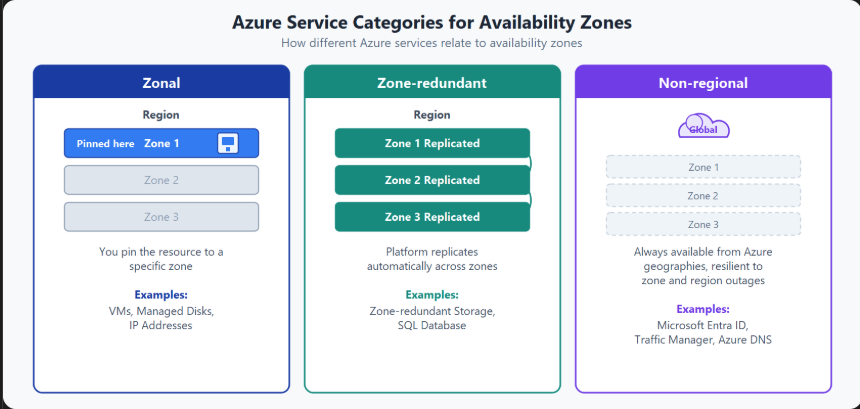 Azure Service Categories for Availability Zones
How different Azure services relate to availability zones
Zonal
Region
Pinned here Zone 1
Zone 2
Zone 3
You pin the resource to a
specific zone
Examples:
VMs, Managed Disks,
IP Addresses
Zone-redundant
Region
Zone 1 Replicated
Zone 2 Replicated
Zone 3 Replicated
Platform replicates
automatically across zones
Examples:
Zone-redundant Storage,
SQL Database
Non-regional
Global
Zone 1
Zone 2
Zone 3
Always available from Azure
geographies, resilient to
zone and region outages
Examples:
Microsoft Entra ID,
Traffic Manager, Azure DNS